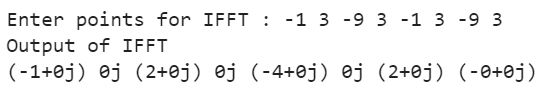 Enter points for IFFT : -1 3 -9 3 -1 3 -9 3
Output of IFFT
(-1+0j) 0j (2+0j) 0j (-4+0j) 0j (2+0j) (-0+0j)